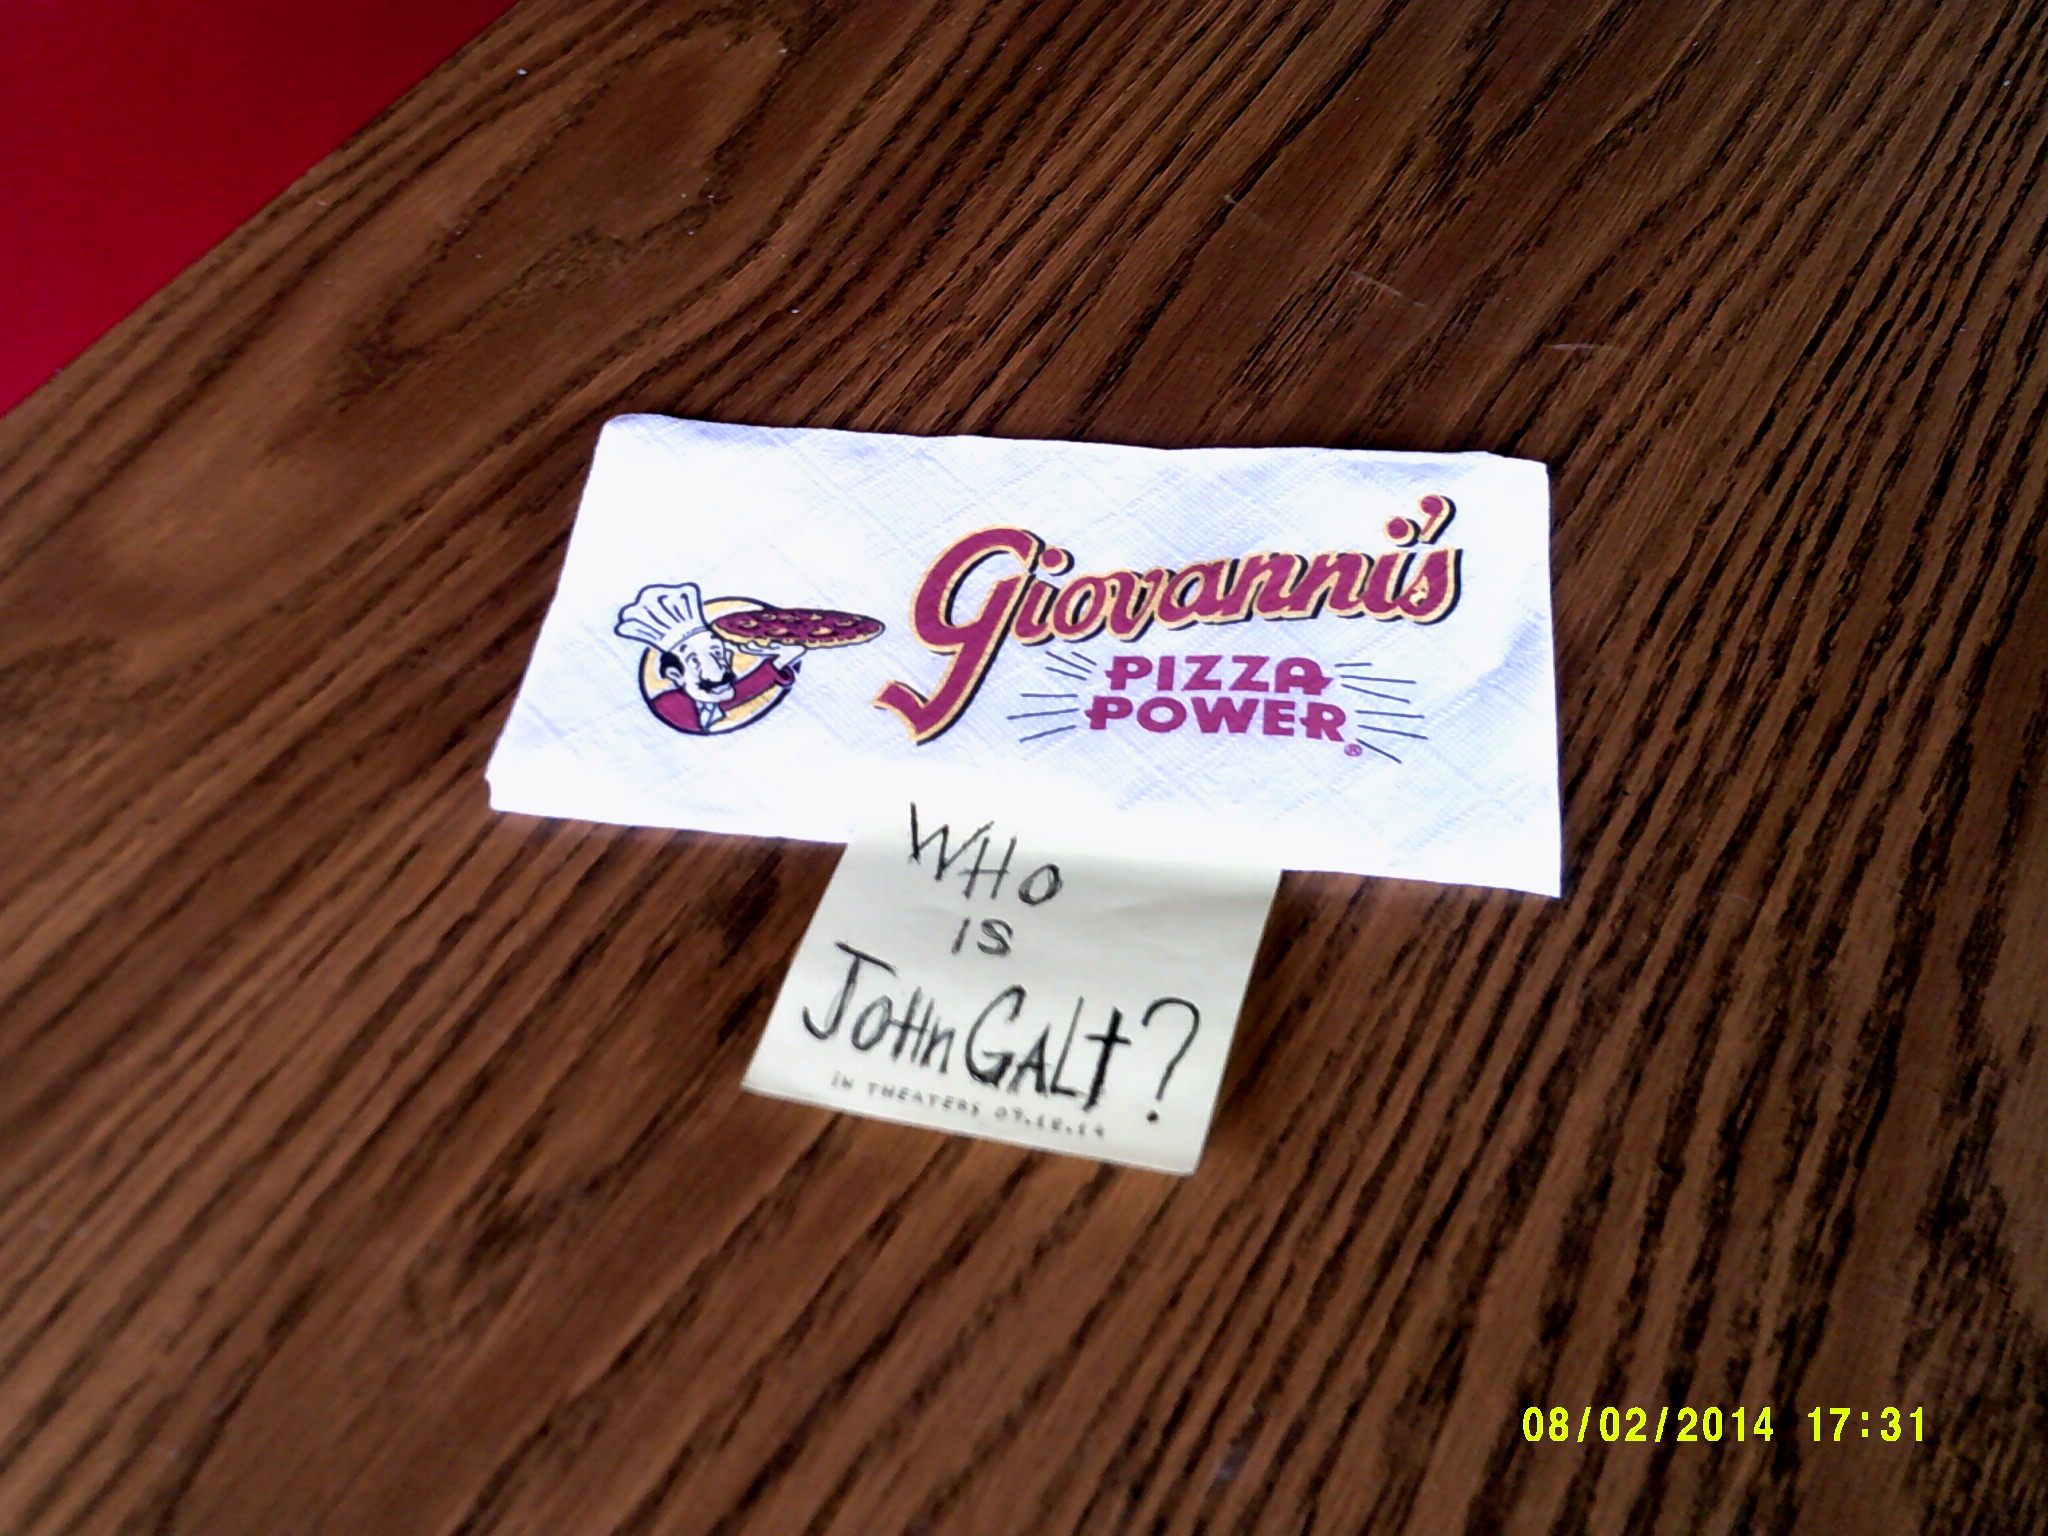 Giovanni's
PIZZA
POWER®
WHO
IS
JOHn GALt?
IN THEATERS 09.12.14
08/02/2014 17:31